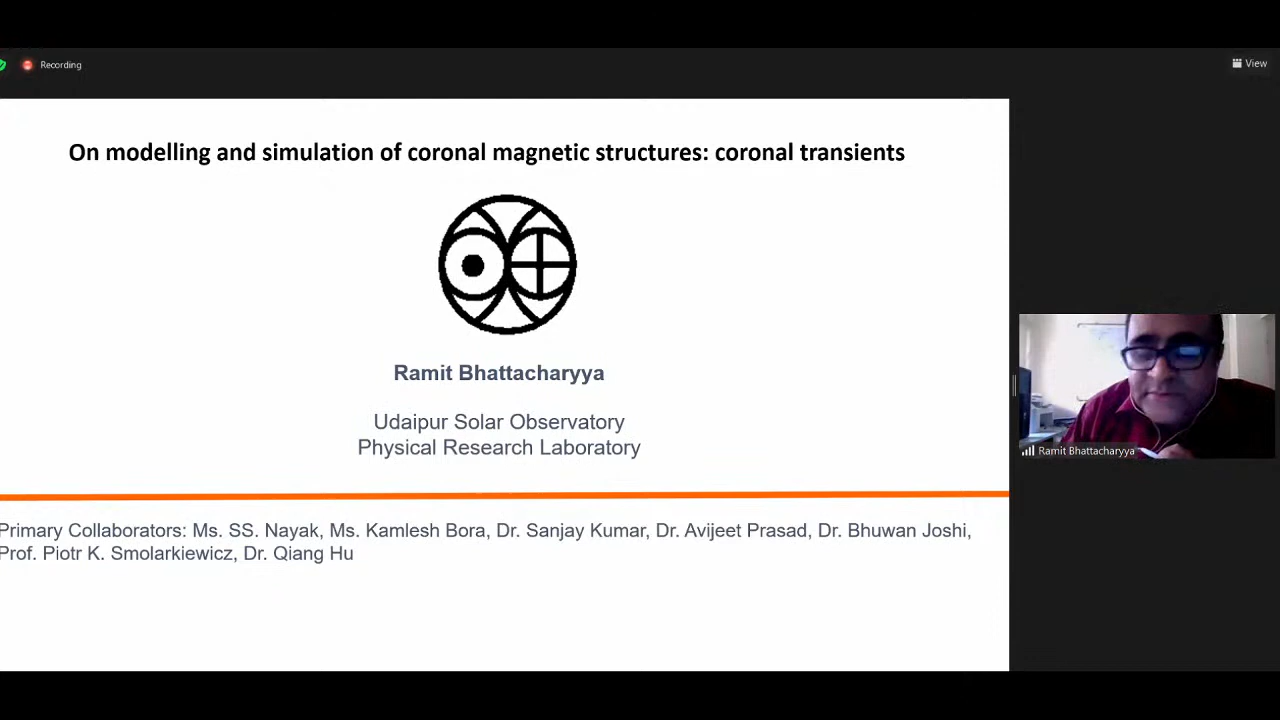 Recording
View
On modelling and simulation of coronal magnetic structures: coronal transients
Ramit Bhattacharyya
Udaipur Solar Observatory
Physical Research Laboratory
Ramit Bhattacharyya
Primary Collaborators: Ms. SS. Nayak, Ms. Kamlesh Bora, Dr. Sanjay Kumar, Dr. Avijeet Prasad, Dr. Bhuwan Joshi,
Prof. Piotr K. Smolarkiewicz, Dr. Qiang Hu